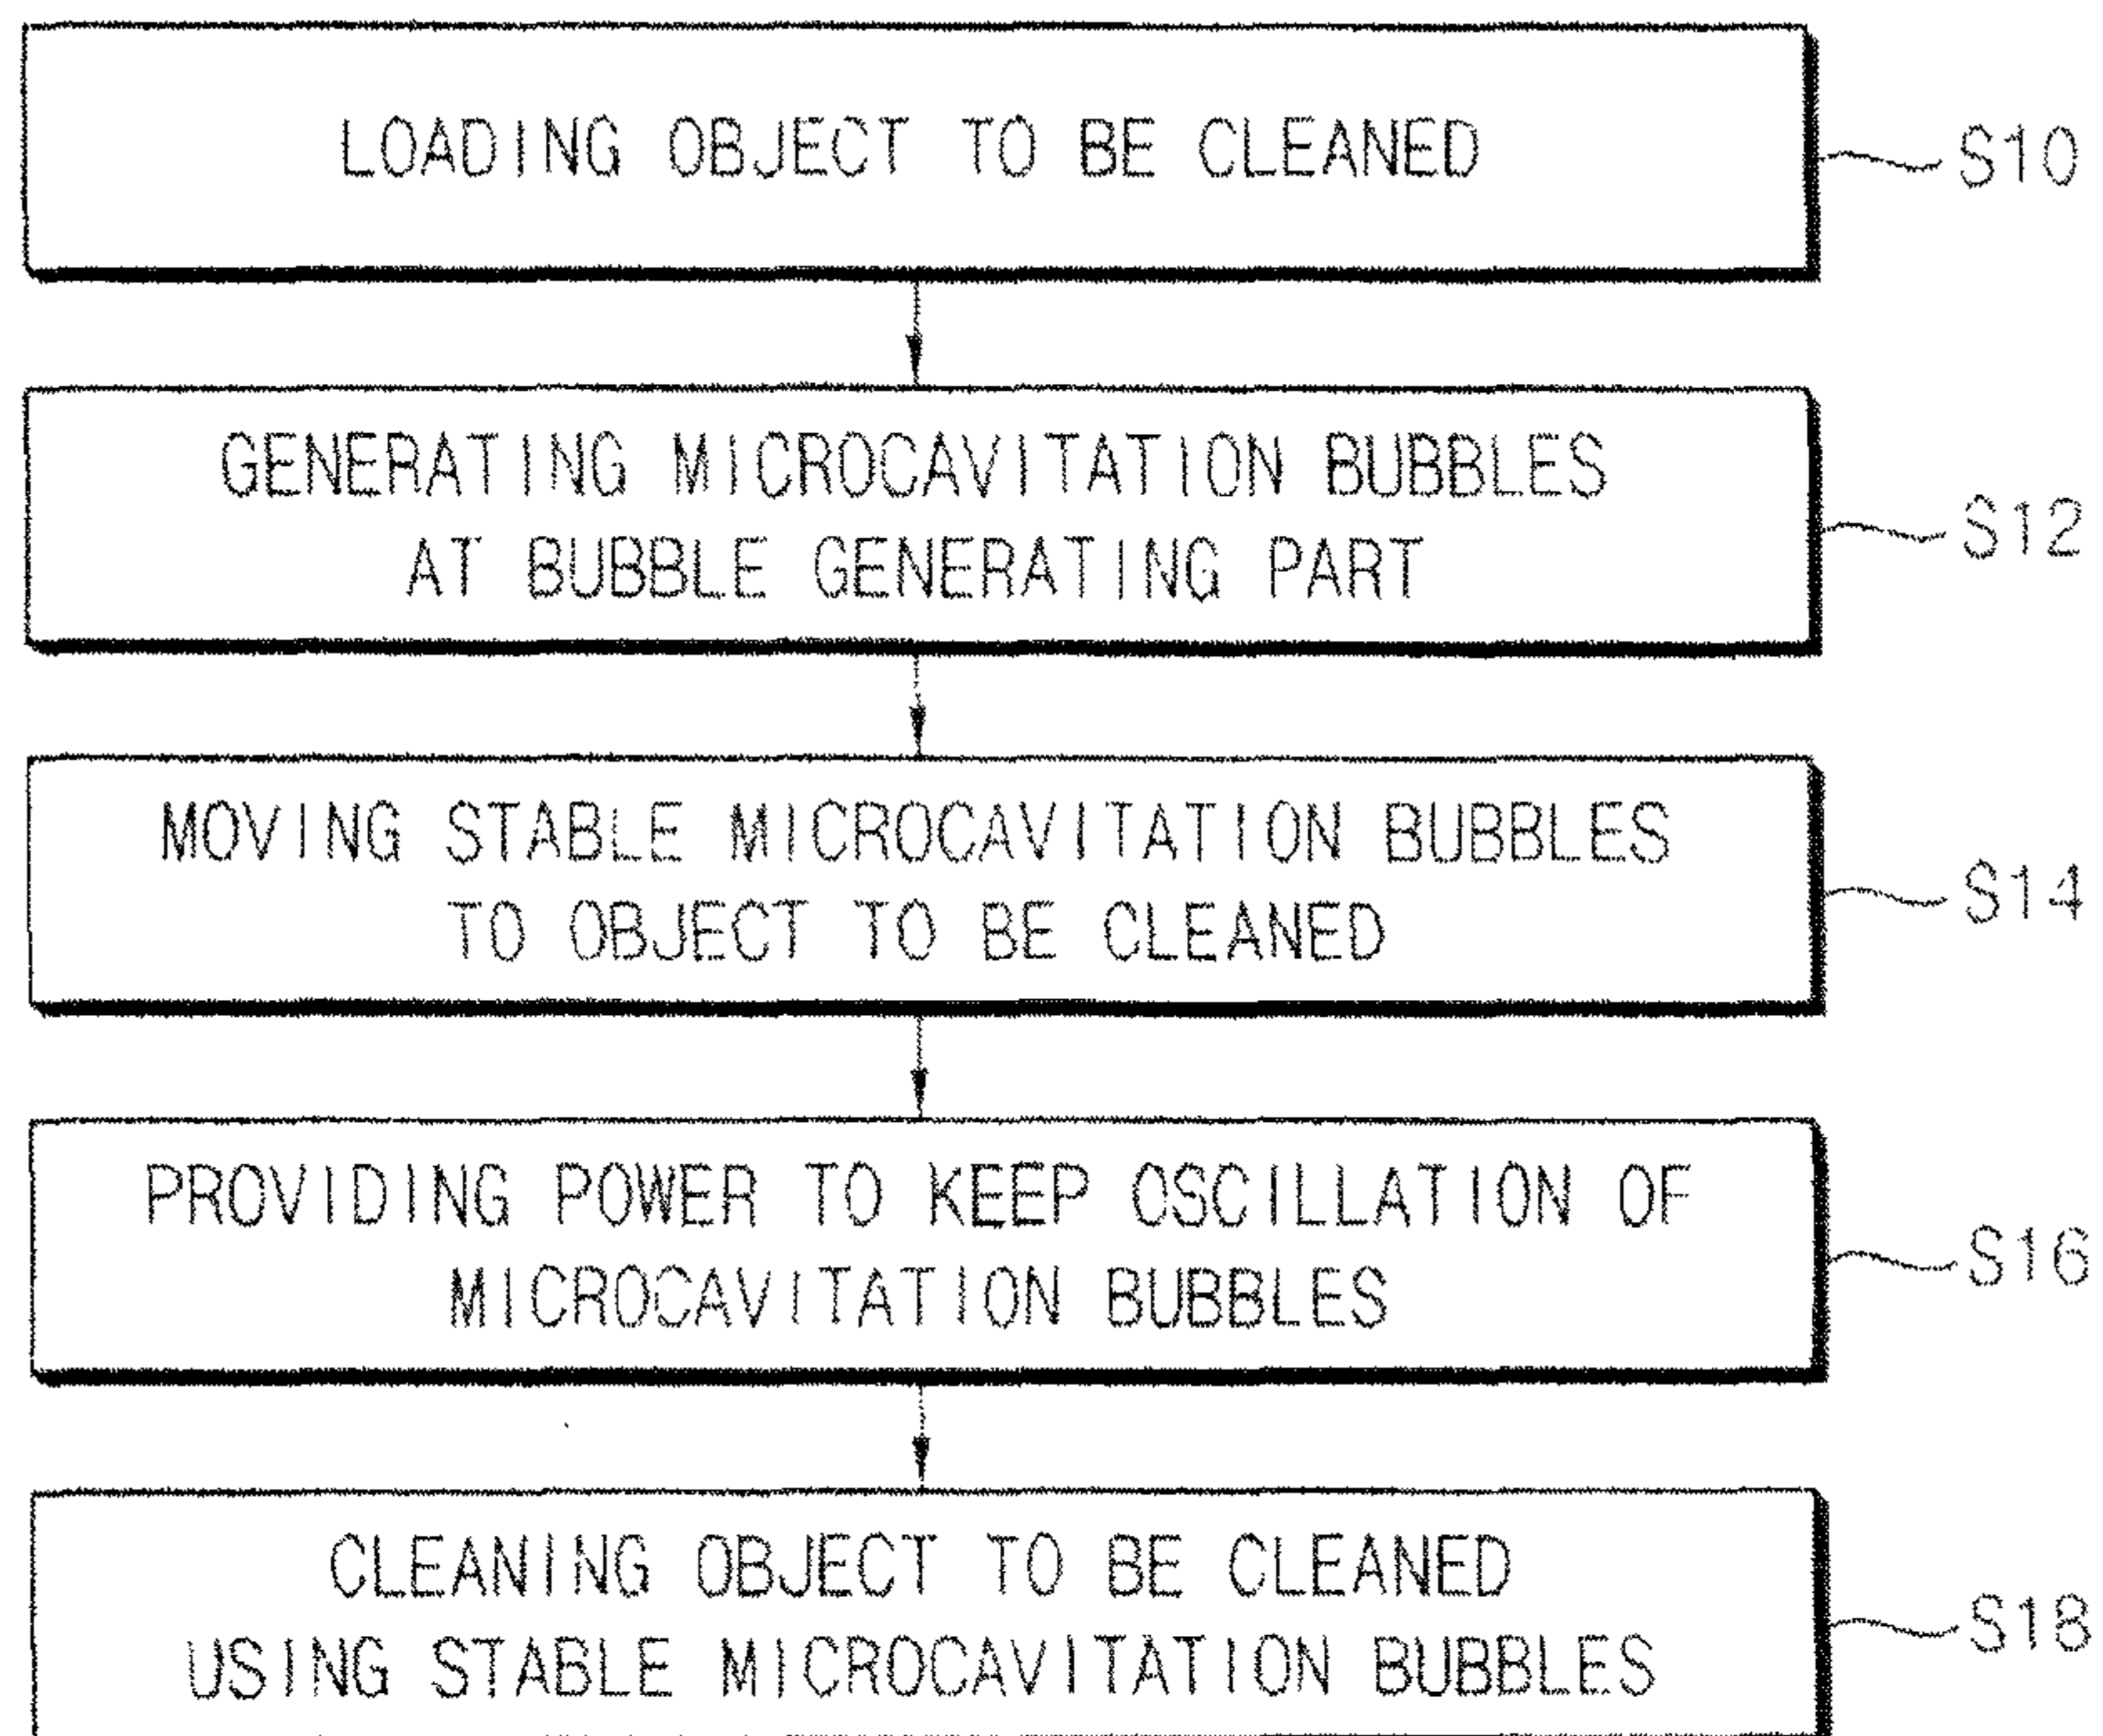 LOADING OBJECT TO BE CLEANED
S10
GENERATING MICROCAVITATION BUBBLES
AT BUBBLE GENERATING PART
S12
MOVING STABLE MICROCAVITATION BUBBLES
TO OBJECT TO BE CLEANED
S14
PROVIDING POWER TO KEEP OSCILLATION OF
MICROCAVITATION BUBBLES
S16
CLEANING OBJECT TO BE CLEANED
USING STABLE MICROCAVITATION BUBBLES
S18